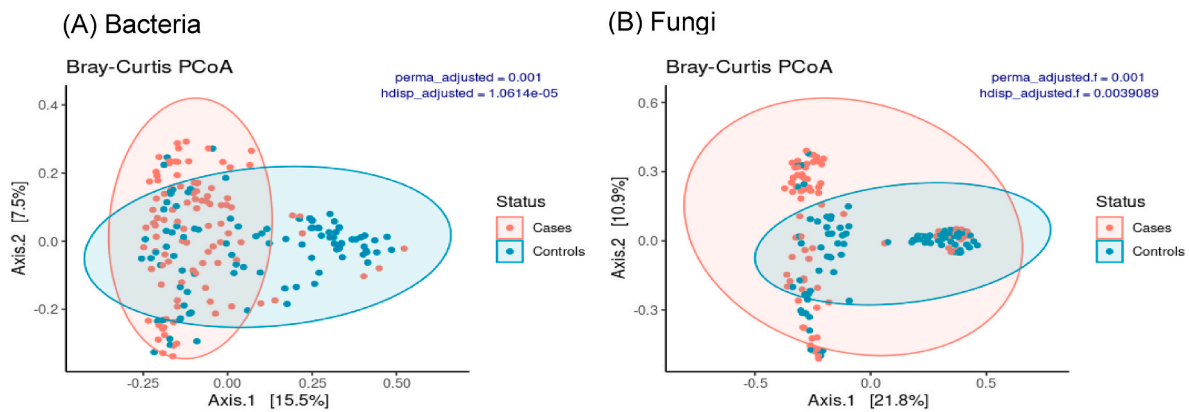 (A) Bacteria
Bray-Curtis PCoA
perma_adjusted = 0.001
hdisp_adjusted = 1.0614e-05
0.4
0.2
0.0
-0.2
Axis.2 [7.5%]
-0.25
0.00
0.25
0.50
Axis.1 [15.5%]
Status
Cases
Controls
(B) Fungi
Bray-Curtis PCoA
perma_adjusted.f = 0.001
hdisp_adjusted.f = 0.0039089
0.6
0.3
0.0
-0.3
Axis.2 [10.9%]
-0.5
0.0
0.5
Axis.1 [21.8%]
Status
Cases
Controls